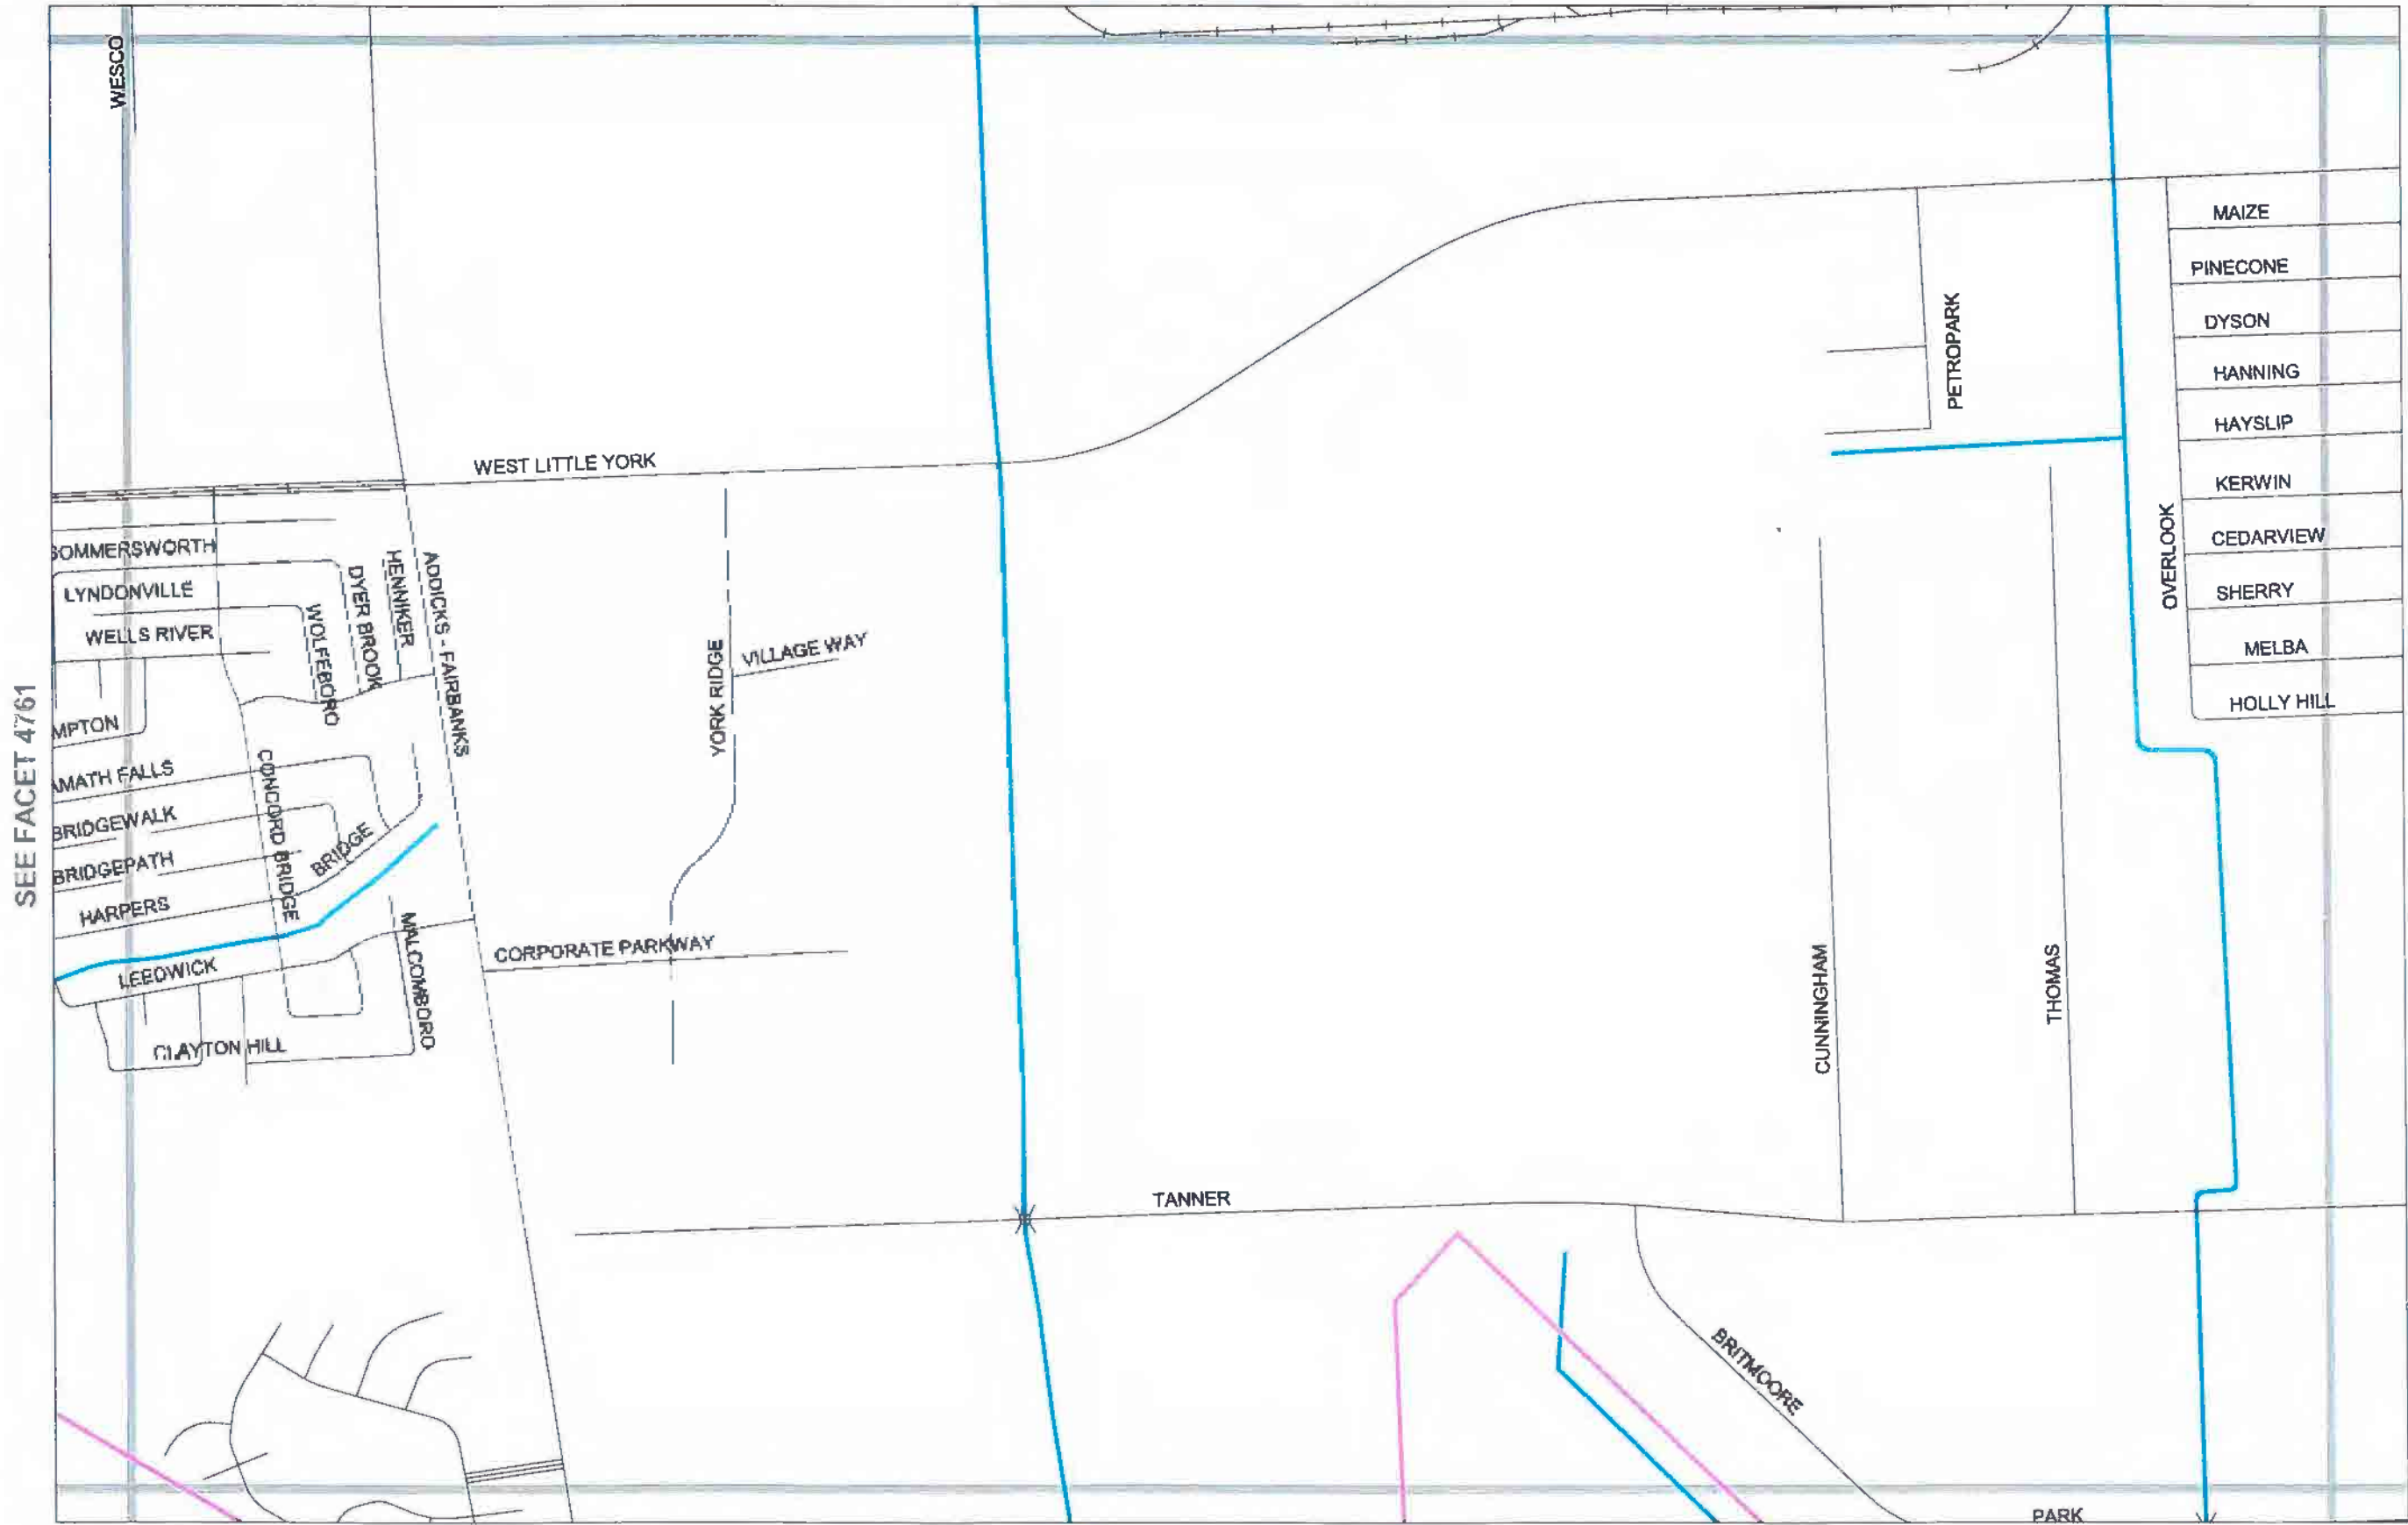 WESCO
MAIZE
PINECONE
DYSON
HANNING
HAYSLIP
KERWIN
CEDARVIEW
SHERRY
MELBA
HOLLY HILL
PETROPARK
OVERLOOK
WEST LITTLE YORK
SOMMERSWORTH
LYNDONVILLE
WELLS RIVER
WOLFEBORO
DYER BROOK
HENNIKER
ADDICKS - FAIRBANKS
YORK RIDGE
VILLAGE WAY
SEE FACET 4761
MPTON
AMATH FALLS
BRIDGEWALK
BRIDGEPATH
HARPERS
CONCORD BRIDGE
BRIDGE
LEEDWICK
MALCOMBORO
CLAYTON HILL
CORPORATE PARKWAY
CUNNINGHAM
THOMAS
TANNER
BRITMOORE
PARK